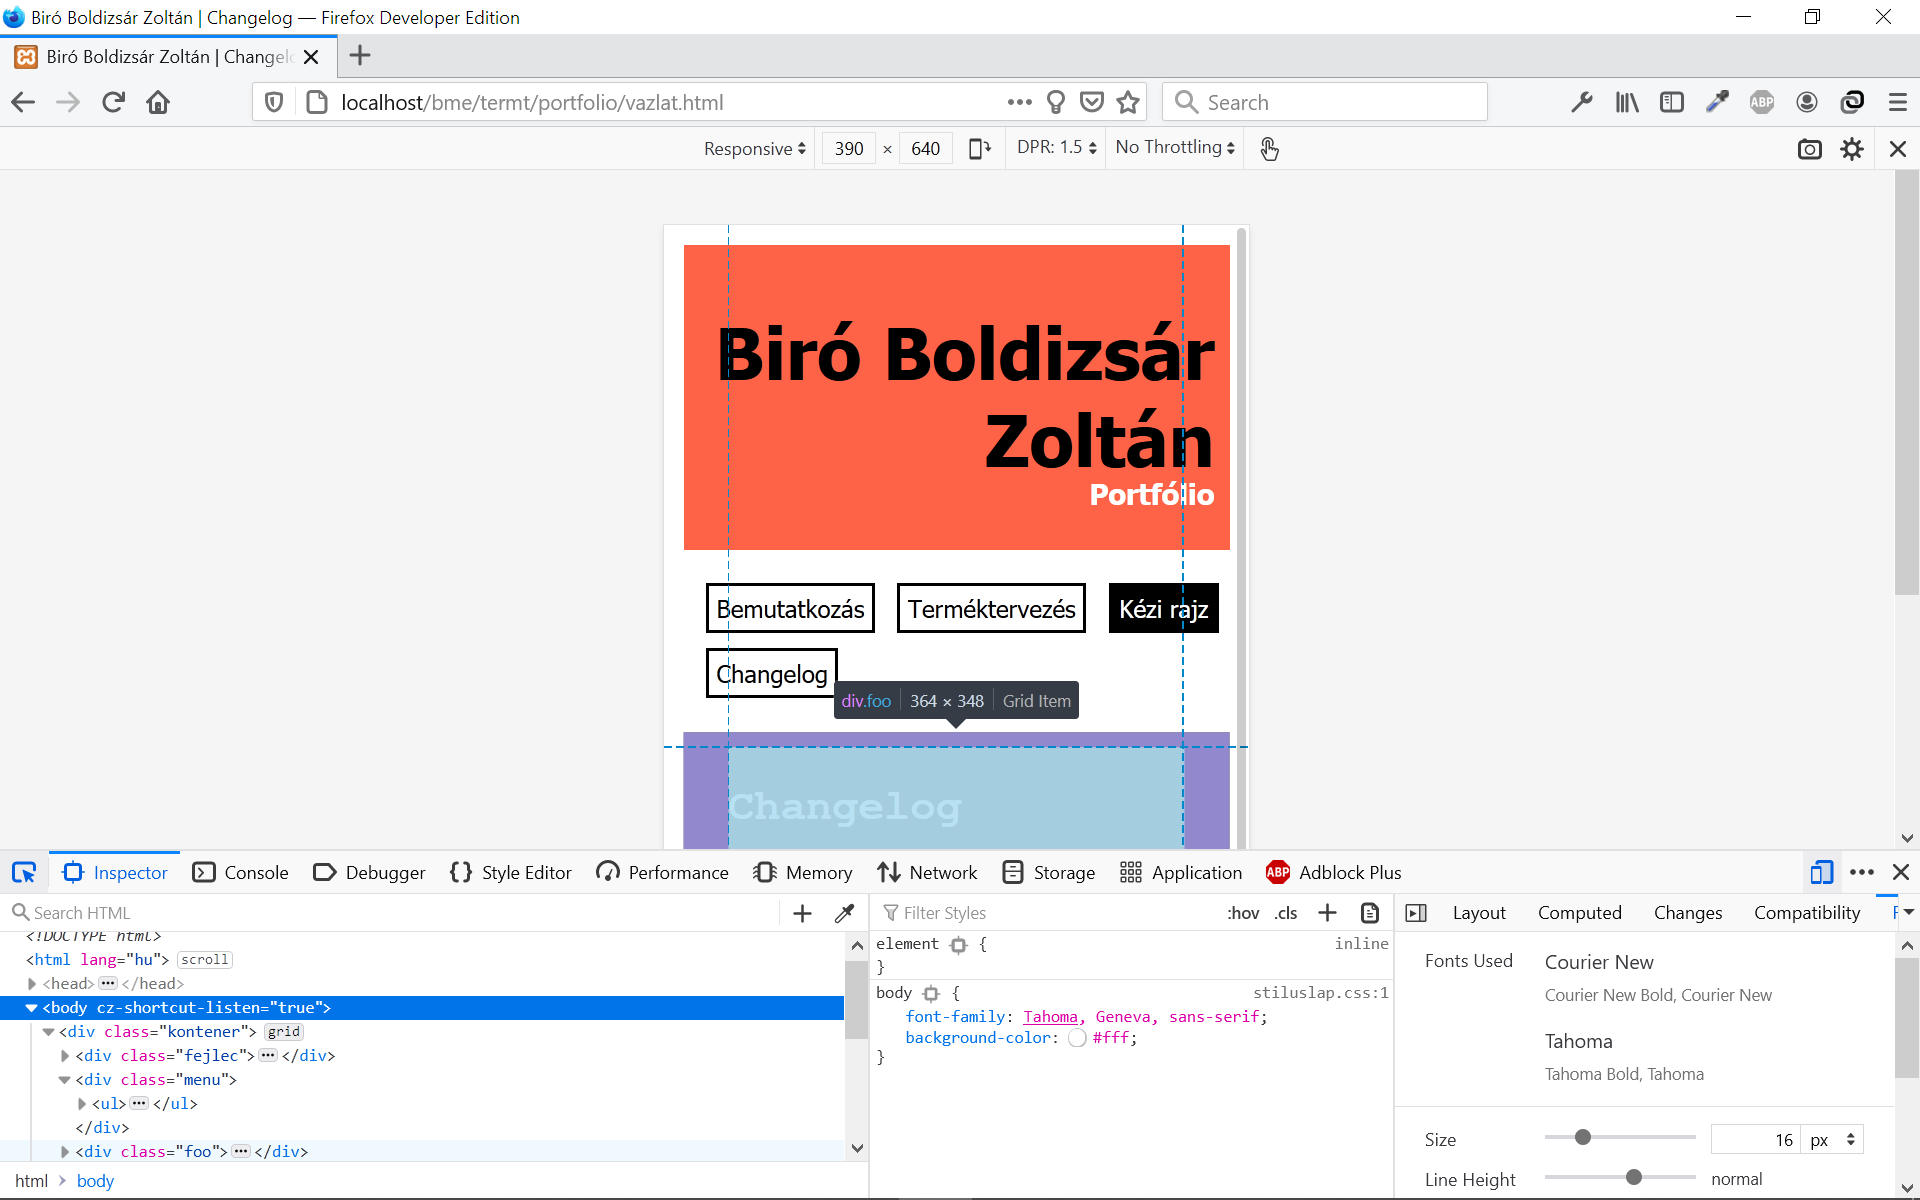 Biró Boldizsár Zoltán | Changelog — Firefox Developer Edition
Biró Boldizsár Zoltán | Changelo
localhost/bme/termt/portfolio/vazlat.html
Search
ABP
Responsive 390 × 640 DPR: 1.5 No Throttling
Biró Boldizsár
Zoltán
Portfólio
Bemutatkozás Terméktervezés Kézi rajz
Changelog
div.foo 364 × 348 Grid Item
Changelog
Inspector Console Debugger Style Editor Performance Memory Network Storage Application ABP Adblock Plus
Search HTML
<!DOCTYPE html>
<html lang="hu"> scroll
<head> ••• </head>
<body cz-shortcut-listen="true">
<div class="kontener"> grid
<div class="fejlec"> ••• </div>
<div class="menu">
<ul> ••• </ul>
</div>
<div class="foo"> ••• </div>
html > body
Filter Styles :hov .cls
element { inline
}
body { stiluslap.css:1
font-family: Tahoma, Geneva, sans-serif;
background-color: #fff;
}
Layout Computed Changes Compatibility
Fonts Used Courier New
Courier New Bold, Courier New
Tahoma
Tahoma Bold, Tahoma
Size 16 px
Line Height normal